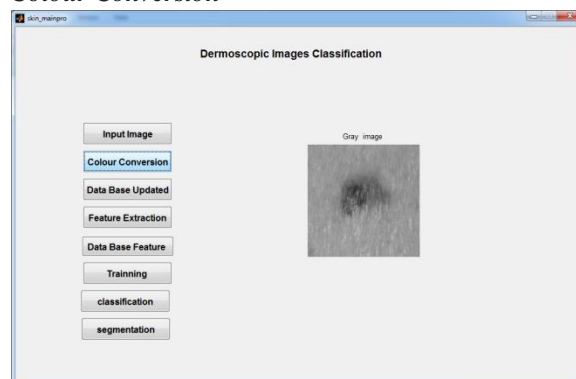 Colour Conversion
skin_mainpro
Dermoscopic Images Classification
Input Image
Gray image
Colour Conversion
Data Base Updated
Feature Extraction
Data Base Feature
Trainning
classification
segmentation